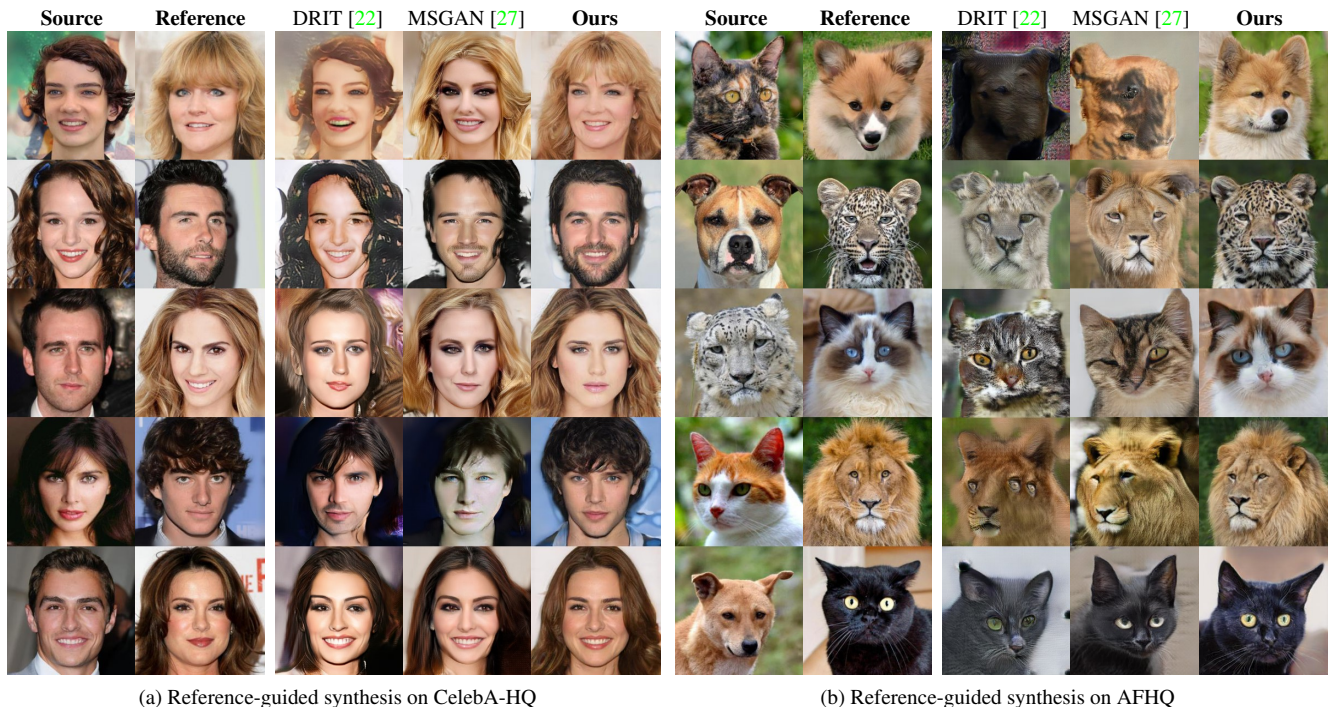 Source Reference DRIT [22] MSGAN [27] Ours Source Reference DRIT [22] MSGAN [27] Ours
(a) Reference-guided synthesis on CelebA-HQ (b) Reference-guided synthesis on AFHQ